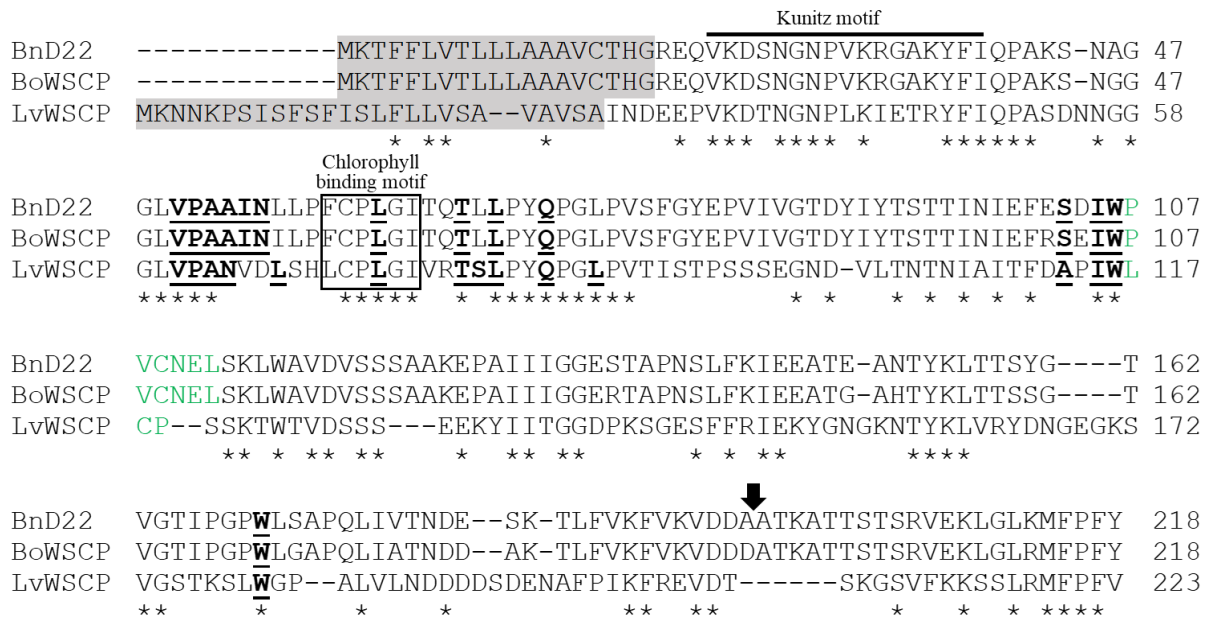 Kunitz motif
BnD22 ------------MKTFFLVTLLLAAAVCTHGREQVKDSNGNPVKRGAKYFIQPAKS-NAG 47
BoWSCP ------------MKTFFLVTLLLAAAVCTHGREQVKDSNGNPVKRGAKYFIQPAKS-NAG 47
LvWSCP MKNNKPSISFSFISLFLLVSA--VAVSAINDEEPVKDTNGNPLKIETRYFIQPASDNNGG 58
* ** * * *** **** * ****** * *
Chlorophyll
binding motif
BnD22 GLVPAAINLLPFCPLGITQTLLPYQPGLPVSFGYEPVIVGTDYIYTSTTINIEFESDIWP 107
BoWSCP GLVPAAINILPFCPLGITQTLLPYQPGLPVSFGYEPVIVGTDYIYTSTTINIEFRSEIWP 107
LvWSCP GLVPANVDLSHLCPLGIVRTSLPYQPGLPVTISTPSSSEGND-VLTNTNIAITFDAPIWL 117
***** ***** * ********* * * * * * * **
BnD22 VCNELSKLWAVDVSSSAAKEPAIIIGGESTAPNSLFKIEEATE-ANTYKLTTSYG----T 162
BoWSCP VCNELSKLWAVDVSSSAAKEPAIIIGGERTAPNSLFKIEEATG-AHTYKLTTSSG----T 162
LvWSCP CP--SSKTWTVDSSS---EEKYIITGGDPKSGESFFRIEKYGNGKNTYKLVRYDNGEGKS 172
** * ** ** * ** ** * * ** ****
BnD22 VGTIPGPWLSAPQLIVTNDE--SK-TLFVKFVKVDDAATKATTSTSRVEKLGLKMFPFY 218
BoWSCP VGTIPGPWLGAPQLIATNDD--AK-TLFVKFVKVDDDATKATTSTSRVEKLGLRMFPFY 218
LvWSCP VGSTKSLWGP--ALVLNDDDDSDENAFPIKFREVDT------SKGSVFKKSSLRMFPFV 223
** * * * ** ** * * * ****